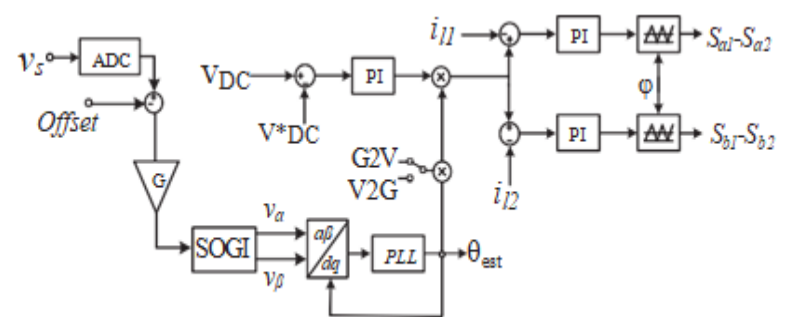 v_s
ADC
Offset
G
SOGI
v_α
v_β
αβ
dq
PLL
θ_est
V_DC
V*DC
PI
G2V
V2G
i_l1
PI
S_a1-S_a2
φ
i_l2
PI
S_b1-S_b2